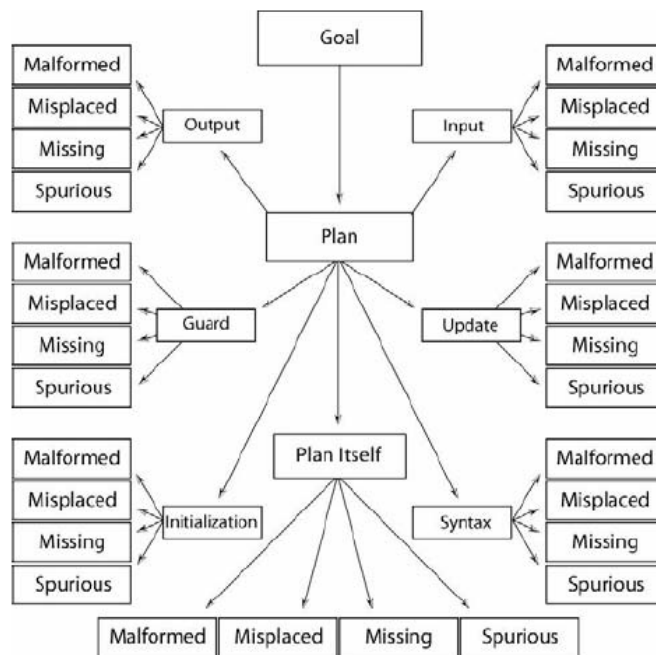 Goal
Malformed
Misplaced
Missing
Spurious
Output
Input
Malformed
Misplaced
Missing
Spurious
Plan
Malformed
Misplaced
Missing
Spurious
Guard
Update
Malformed
Misplaced
Missing
Spurious
Plan Itself
Malformed
Misplaced
Missing
Spurious
Initialization
Syntax
Malformed
Misplaced
Missing
Spurious
Malformed
Misplaced
Missing
Spurious